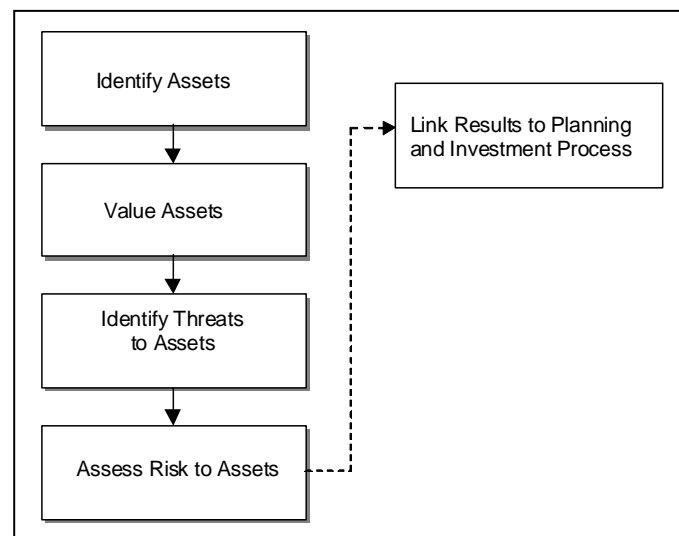 Identify Assets
Value Assets
Identify Threats
to Assets
Assess Risk to Assets
Link Results to Planning
and Investment Process